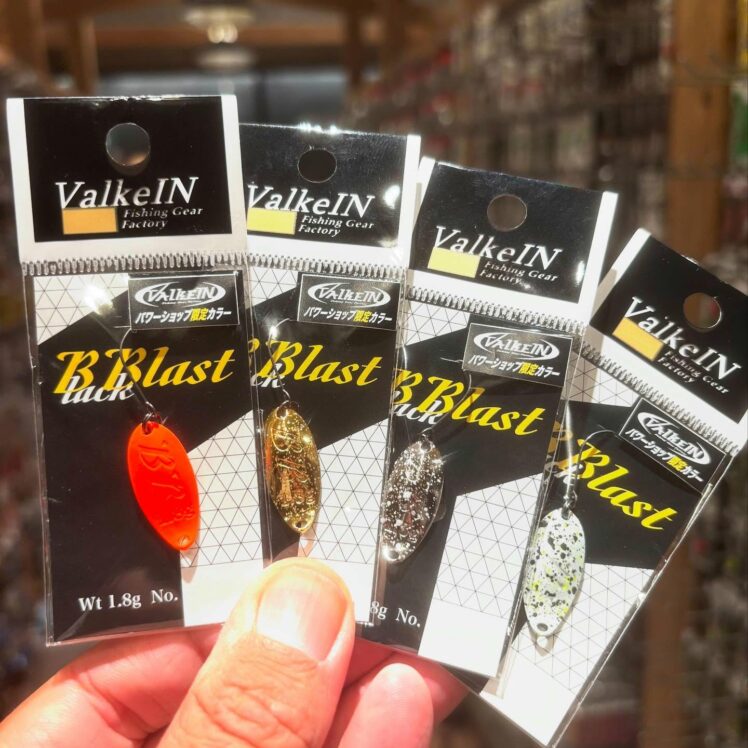 ValkeIN
Fishing Gear
Factory
VALKEIN
パワーショップ限定カラー
Black Blast
Wt 1.8g No.
ValkeIN
Fishing Gear
Factory
VALKEIN
パワーショップ限定カラー
B Blast
ValkeIN
Fishing Gear
Factory
VALKEIN
パワーショップ限定カラー
Black Blast
8g No.
ValkeIN
Fishing Gear
Factory
VALKEIN
パワーショップ限定カラー
B Blast